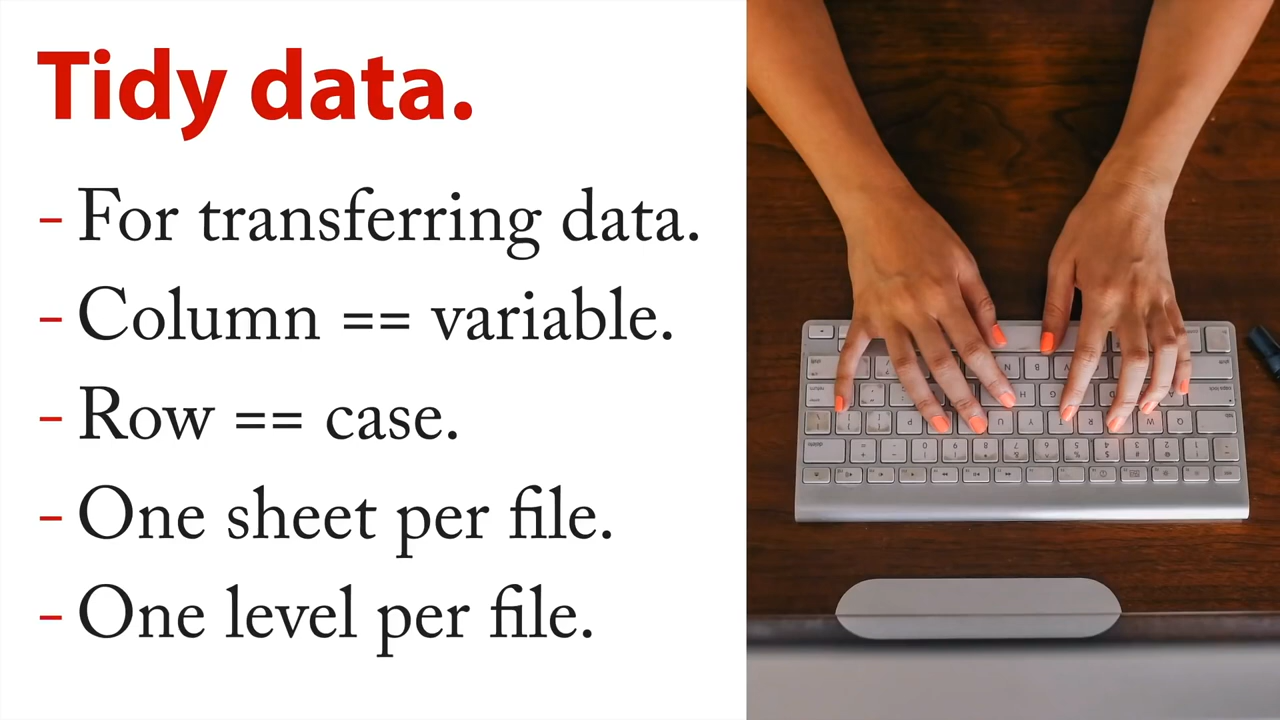 Tidy data.
- For transferring data.
- Column == variable.
- Row == case.
- One sheet per file.
- One level per file.